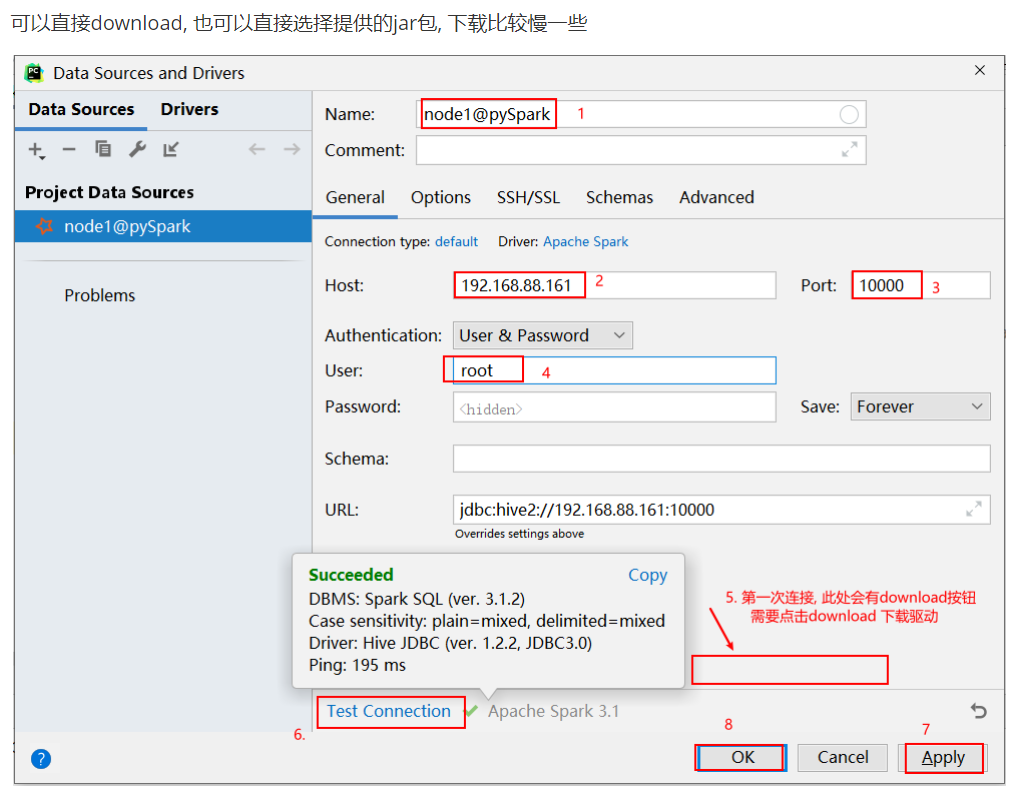 可以直接download, 也可以直接选择提供的jar包, 下载比较慢一些
PC
Data Sources and Drivers
Data Sources Drivers
Project Data Sources
node1@pySpark
Problems
Name: node1@pySpark 1
Comment:
General Options SSH/SSL Schemas Advanced
Connection type: default Driver: Apache Spark
Host: 192.168.88.161 2 Port: 10000 3
Authentication: User & Password
User: root 4
Password: <hidden> Save: Forever
Schema:
URL: jdbc:hive2://192.168.88.161:10000
Overrides settings above
Succeeded Copy
DBMS: Spark SQL (ver. 3.1.2)
Case sensitivity: plain=mixed, delimited=mixed
Driver: Hive JDBC (ver. 1.2.2, JDBC3.0)
Ping: 195 ms
5. 第一次连接, 此处会有download按钮
需要点击download 下载驱动
Test Connection Apache Spark 3.1
6.
8 7
? OK Cancel Apply